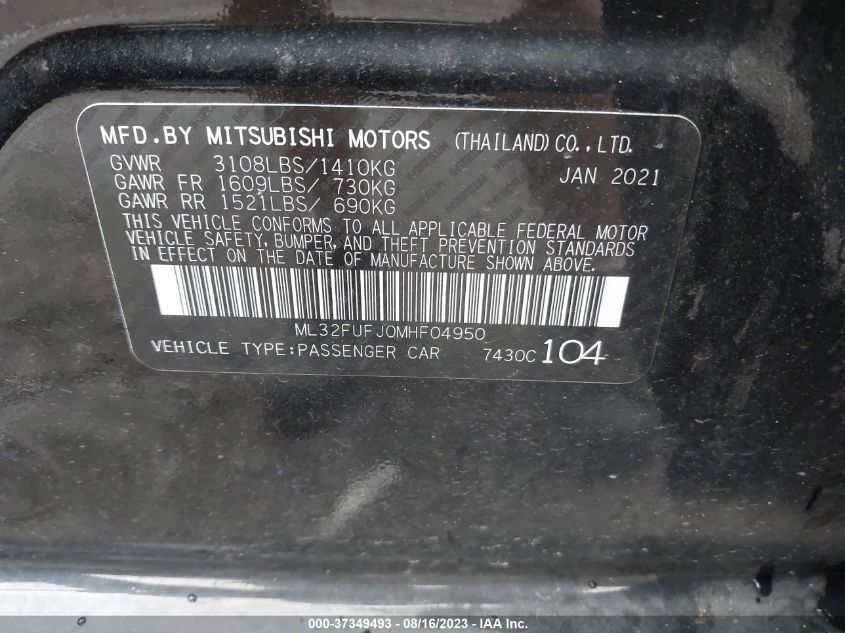 MFD.BY MITSUBISHI MOTORS (THAILAND) CO., LTD.
GVWR 3108LBS/1410KG JAN 2021
GAWR FR 1609LBS/ 730KG
GAWR RR 1521LBS/ 690KG
THIS VEHICLE CONFORMS TO ALL APPLICABLE FEDERAL MOTOR
VEHICLE SAFETY, BUMPER, AND THEFT PREVENTION STANDARDS
IN EFFECT ON THE DATE OF MANUFACTURE SHOWN ABOVE.
ML32FUFJ0MHF04950
VEHICLE TYPE:PASSENGER CAR 7430C 104
000-37349493 - 08/16/2023 - IAAI.com